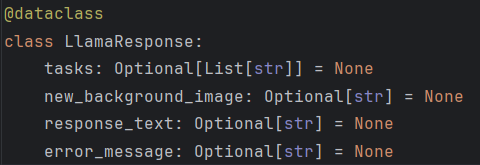 @dataclass
class LlamaResponse:
    tasks: Optional[List[str]] = None
    new_background_image: Optional[str] = None
    response_text: Optional[str] = None
    error_message: Optional[str] = None